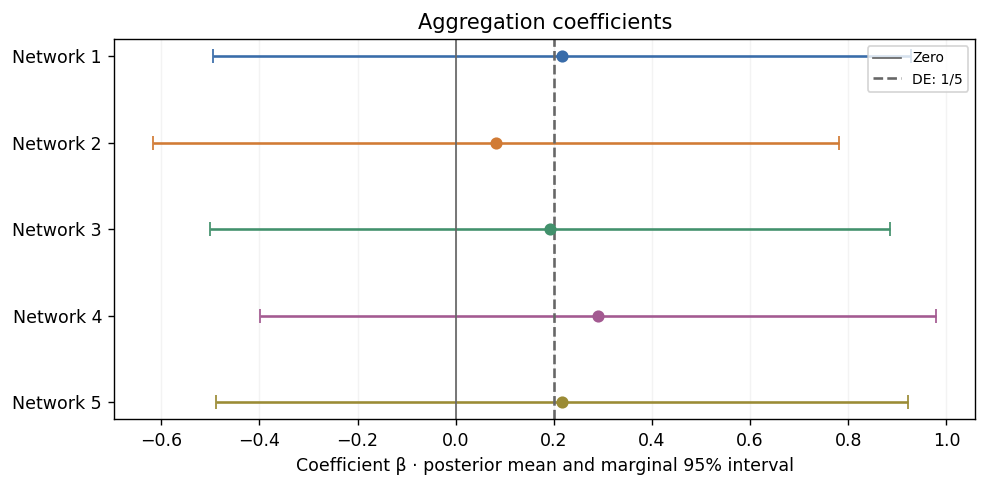 Aggregation coefficients
Network 1
Network 2
Network 3
Network 4
Network 5
Zero
DE: 1/5
−0.6 −0.4 −0.2 0.0 0.2 0.4 0.6 0.8 1.0
Coefficient β · posterior mean and marginal 95% interval